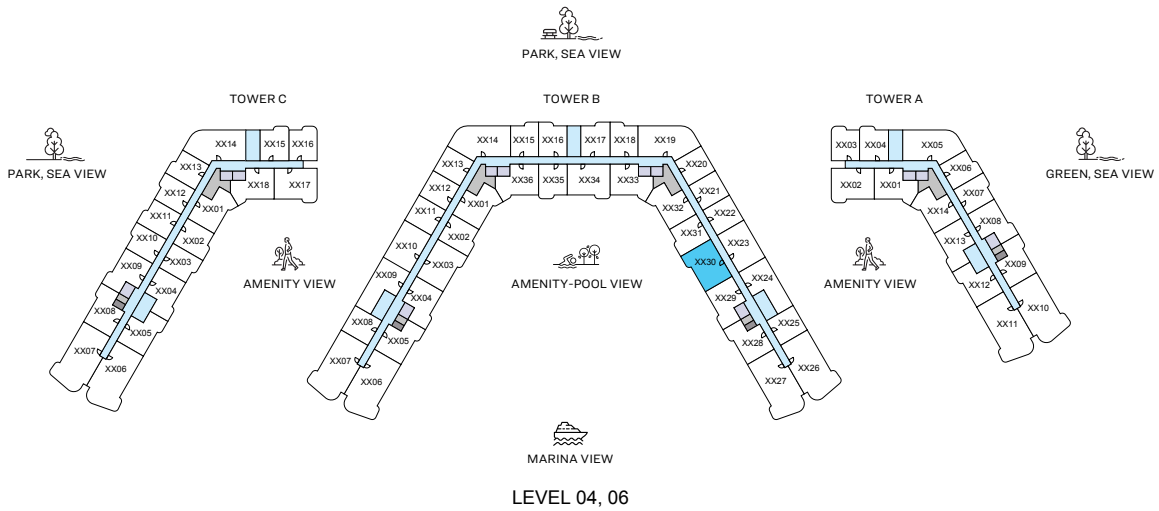 PARK, SEA VIEW
TOWER C
TOWER B
TOWER A
PARK, SEA VIEW
GREEN, SEA VIEW
XX14
XX15
XX16
XX13
XX12
XX11
XX10
XX09
XX08
XX07
XX06
XX05
XX04
XX03
XX02
XX01
XX18
XX17
XX14
XX15
XX16
XX17
XX18
XX19
XX13
XX12
XX11
XX10
XX09
XX08
XX07
XX06
XX05
XX04
XX03
XX02
XX01
XX36
XX35
XX34
XX33
XX32
XX31
XX30
XX29
XX28
XX27
XX26
XX25
XX24
XX23
XX22
XX21
XX20
XX03
XX04
XX05
XX02
XX01
XX06
XX07
XX08
XX09
XX10
XX11
XX12
XX13
XX14
AMENITY VIEW
AMENITY-POOL VIEW
AMENITY VIEW
MARINA VIEW
LEVEL 04, 06